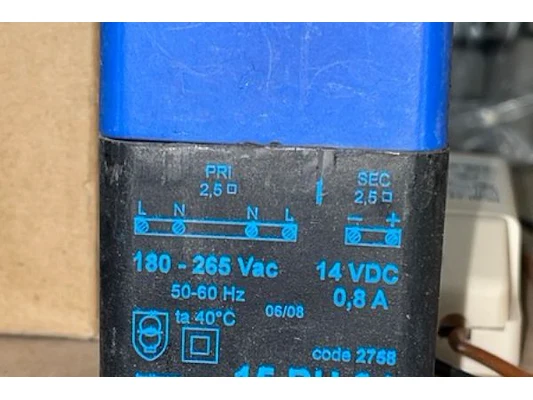 PRI
2,5
SEC
2,5
L N N L
- +
180 - 265 Vac
14 VDC
50-60 Hz
0,8 A
ta 40°C
06/08
code 2758